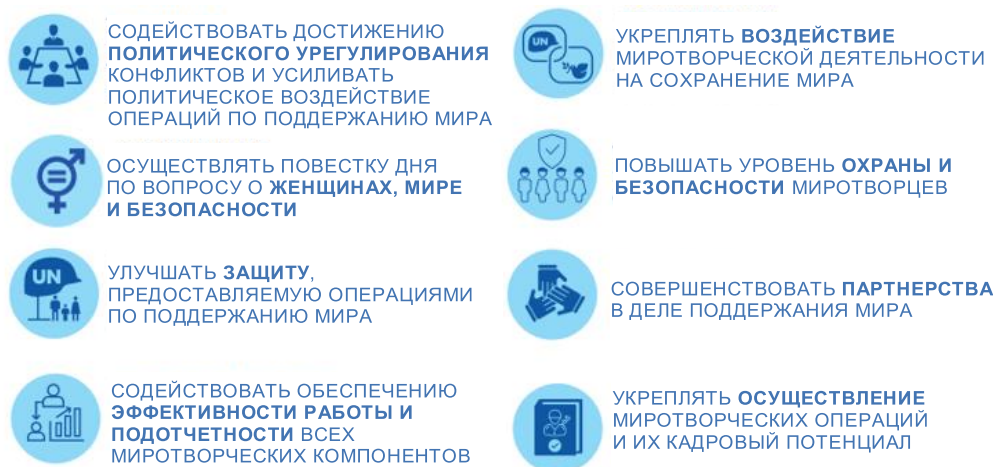 СОДЕЙСТВОВАТЬ ДОСТИЖЕНИЮ
ПОЛИТИЧЕСКОГО УРЕГУЛИРОВАНИЯ
КОНФЛИКТОВ И УСИЛИВАТЬ
ПОЛИТИЧЕСКОЕ ВОЗДЕЙСТВИЕ
ОПЕРАЦИЙ ПО ПОДДЕРЖАНИЮ МИРА
ОСУЩЕСТВЛЯТЬ ПОВЕСТКУ ДНЯ
ПО ВОПРОСУ О ЖЕНЩИНАХ, МИРЕ
И БЕЗОПАСНОСТИ
UN
УЛУЧШАТЬ ЗАЩИТУ,
ПРЕДОСТАВЛЯЕМУЮ ОПЕРАЦИЯМИ
ПО ПОДДЕРЖАНИЮ МИРА
СОДЕЙСТВОВАТЬ ОБЕСПЕЧЕНИЮ
ЭФФЕКТИВНОСТИ РАБОТЫ И
ПОДОТЧЕТНОСТИ ВСЕХ
МИРОТВОРЧЕСКИХ КОМПОНЕНТОВ
UN
УКРЕПЛЯТЬ ВОЗДЕЙСТВИЕ
МИРОТВОРЧЕСКОЙ ДЕЯТЕЛЬНОСТИ
НА СОХРАНЕНИЕ МИРА
ПОВЫШАТЬ УРОВЕНЬ ОХРАНЫ И
БЕЗОПАСНОСТИ МИРОТВОРЦЕВ
СОВЕРШЕНСТВОВАТЬ ПАРТНЕРСТВА
В ДЕЛЕ ПОДДЕРЖАНИЯ МИРА
УКРЕПЛЯТЬ ОСУЩЕСТВЛЕНИЕ
МИРОТВОРЧЕСКИХ ОПЕРАЦИЙ
И ИХ КАДРОВЫЙ ПОТЕНЦИАЛ